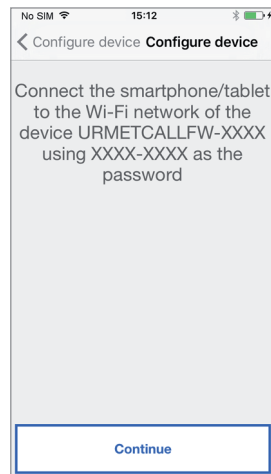 No SIM 15:12
Configure device Configure device
Connect the smartphone/tablet
to the Wi-Fi network of the
device URMETCALLFW-XXXX
using XXXX-XXXX as the
password
Continue